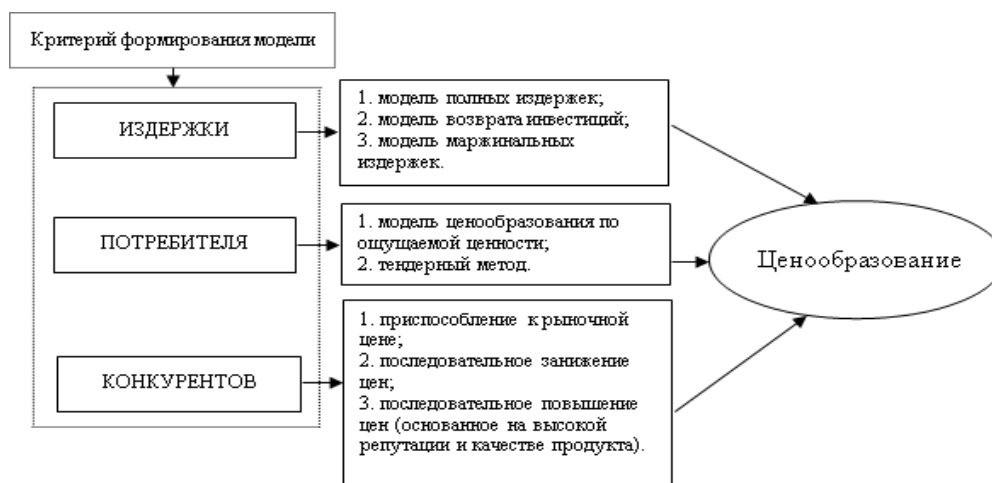 Критерий формирования модели
ИЗДЕРЖКИ
1. модель полных издержек;
2. модель возврата инвестиций;
3. модель маржинальных
издержек.
ПОТРЕБИТЕЛЯ
1. модель ценообразования по
ощущаемой ценности;
2. тендерный метод.
Ценообразование
КОНКУРЕНТОВ
1. приспособление к рыночной
цене;
2. последовательное занижение
цен;
3. последовательное повышение
цен (основанное на высокой
репутации и качестве продукта).